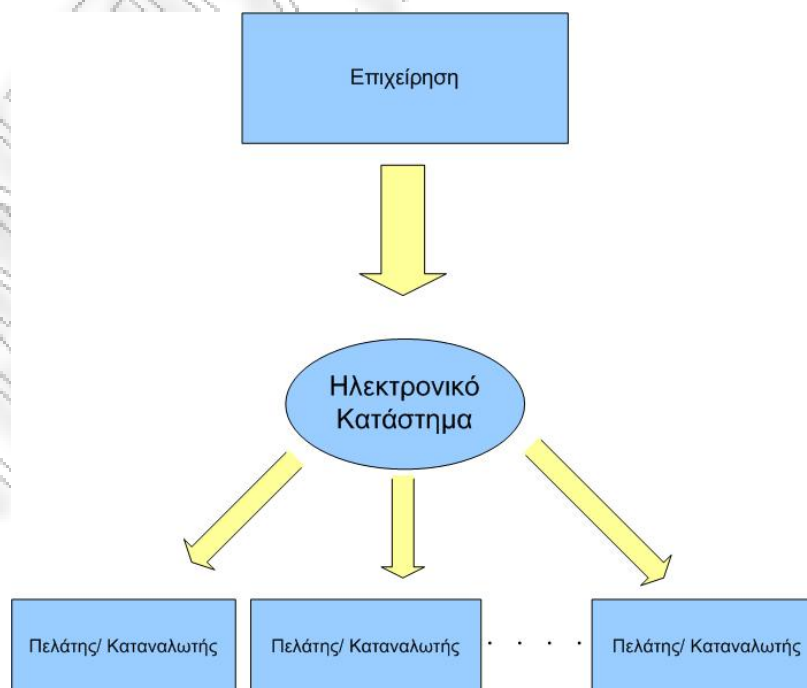 Επιχείρηση
Ηλεκτρονικό
Κατάστημα
Πελάτης/ Καταναλωτής
Πελάτης/ Καταναλωτής
. . . .
Πελάτης/ Καταναλωτής